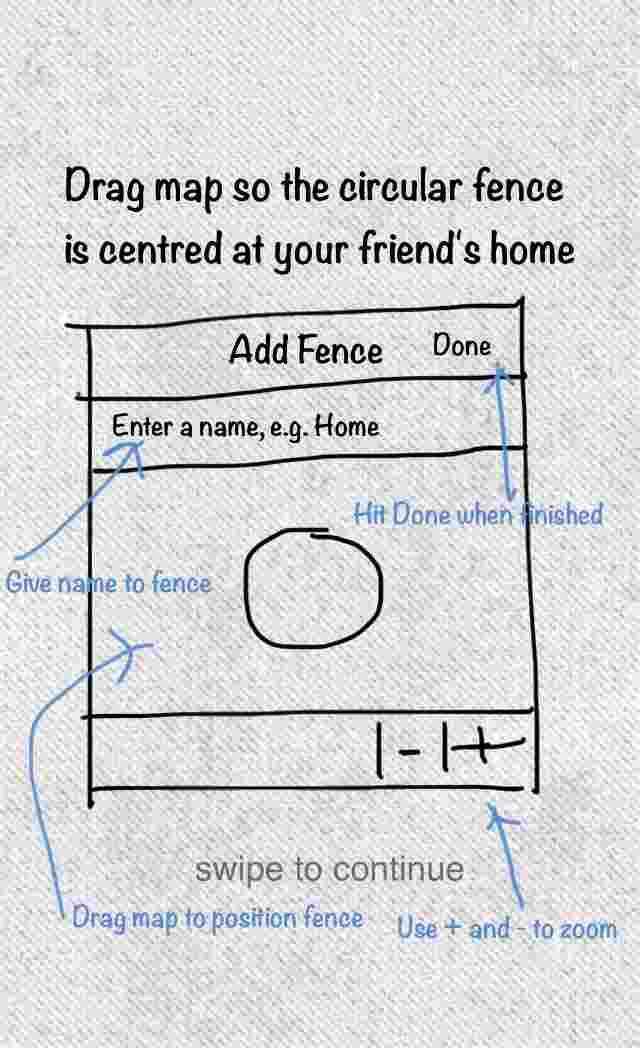 Drag map so the circular fence
is centred at your friend's home
Add Fence
Done
Enter a name, e.g. Home
Hit Done when finished
Give name to fence
- +
swipe to continue
Drag map to position fence
Use + and - to zoom